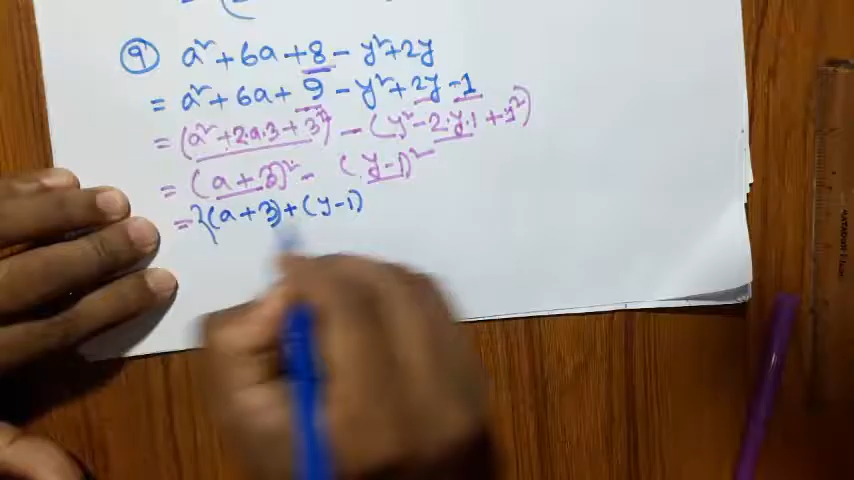 9 a² + 6a + 8 - y² + 2y
= a² + 6a + 9 - y² + 2y - 1
= (a² + 2.a.3 + 3²) - (y² - 2.y.1 + y²)
= (a + 3)² - (y - 1)²
= {(a + 3) + (y - 1)